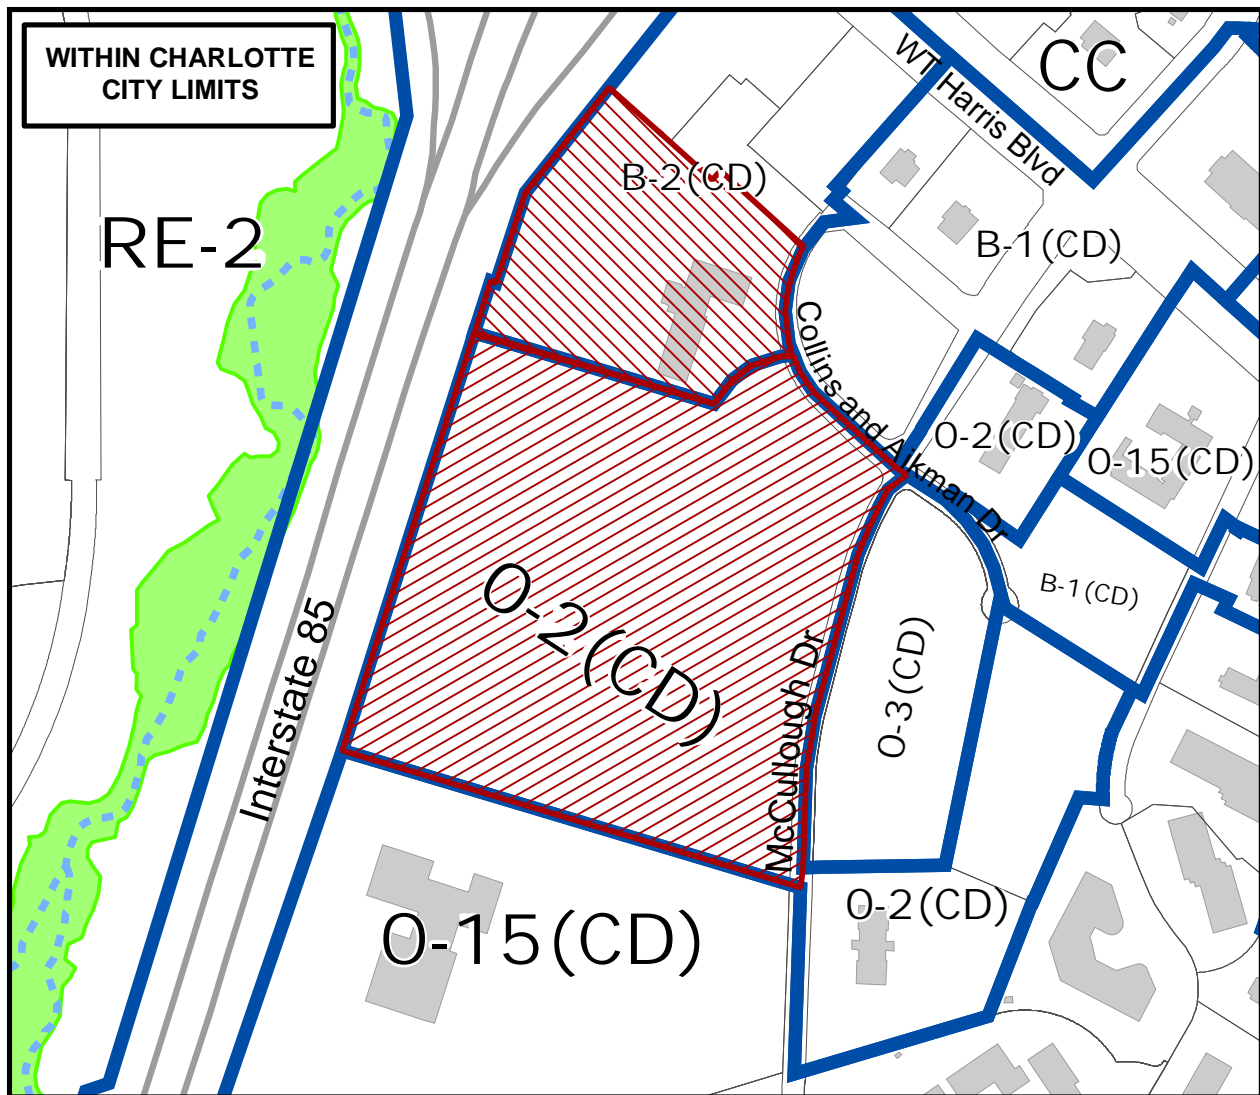 WITHIN CHARLOTTE
CITY LIMITS
CC
WT Harris Blvd
B-2(CD)
RE-2
B-1(CD)
Collins and Aikman Dr
O-2(CD)
O-15(CD)
B-1(CD)
O-2(CD)
Interstate 85
McCullough Dr
O-3(CD)
O-2(CD)
O-15(CD)